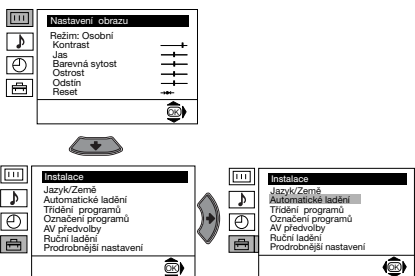 Nastavení obrazu
Režim: Osobní
Kontrast
Jas
Barevná sytost
Ostrost
Odstín
Reset
OK
Instalace
Jazyk/Země
Automatické ladění
Třídění programů
Označení programů
AV předvolby
Ruční ladění
Prodrobnější nastavení
OK
Instalace
Jazyk/Země
Automatické ladění
Třídění programů
Označení programů
AV předvolby
Ruční ladění
Prodrobnější nastavení
OK